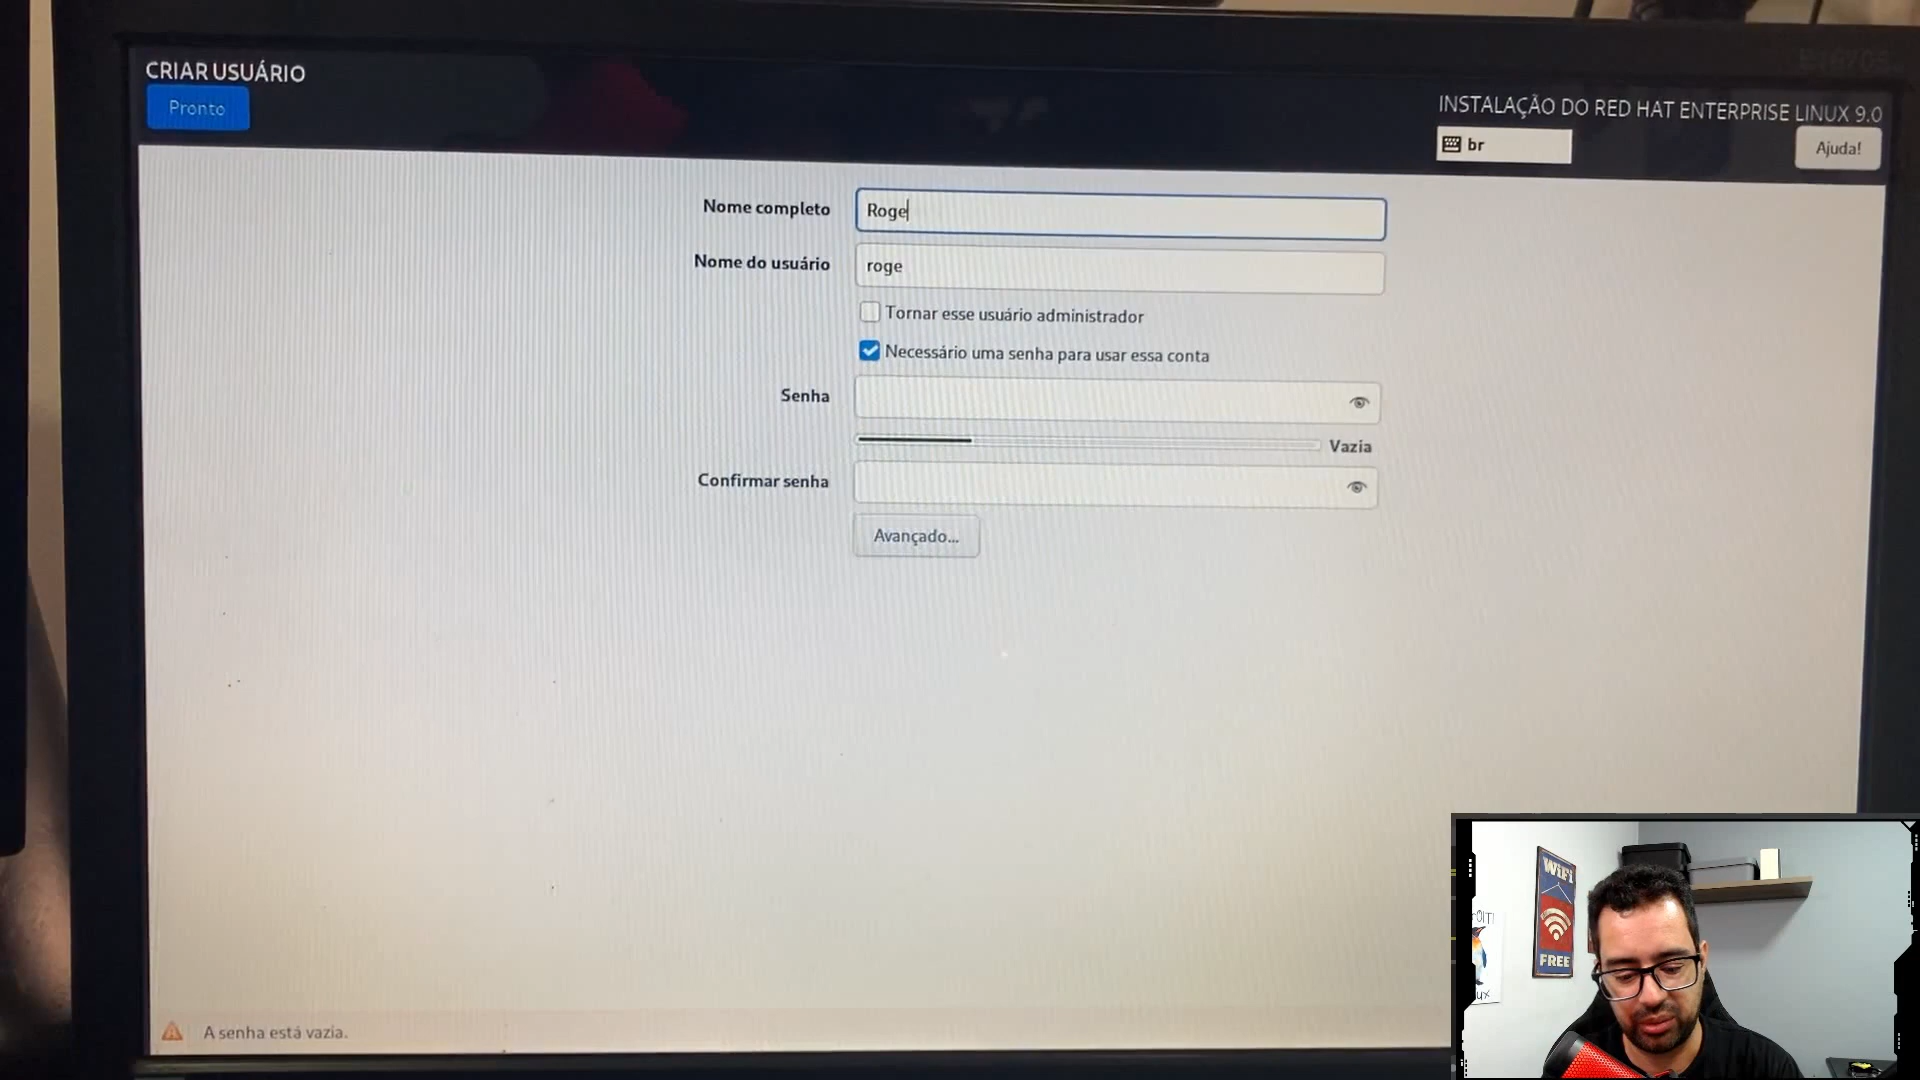 CRIAR USUÁRIO
Pronto
INSTALAÇÃO DO RED HAT ENTERPRISE LINUX 9.0
br
Ajuda!
Nome completo
Roge
Nome do usuário
roge
Tornar esse usuário administrador
Necessário uma senha para usar essa conta
Senha
Vazia
Confirmar senha
Avançado...
A senha está vazia.
WiFi
FREE